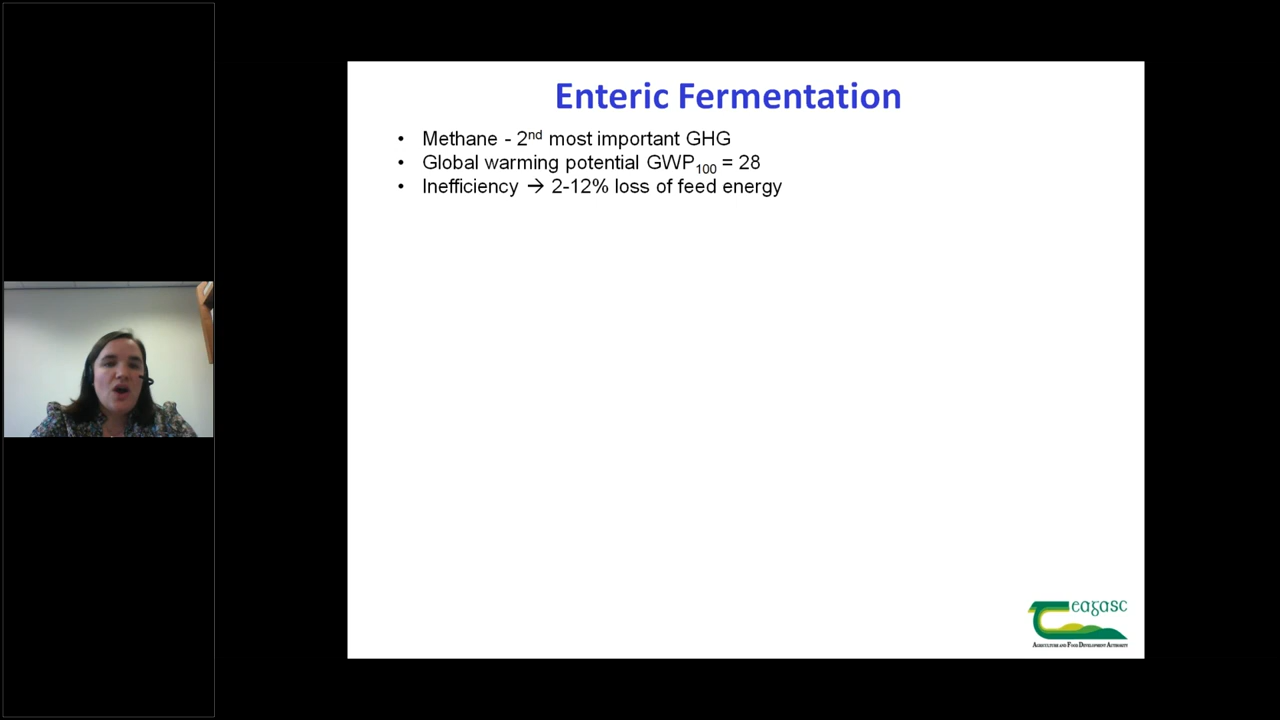 Enteric Fermentation
• Methane - 2nd most important GHG
• Global warming potential GWP100 = 28
• Inefficiency → 2-12% loss of feed energy
eagasc
Agriculture and Food Development Authority